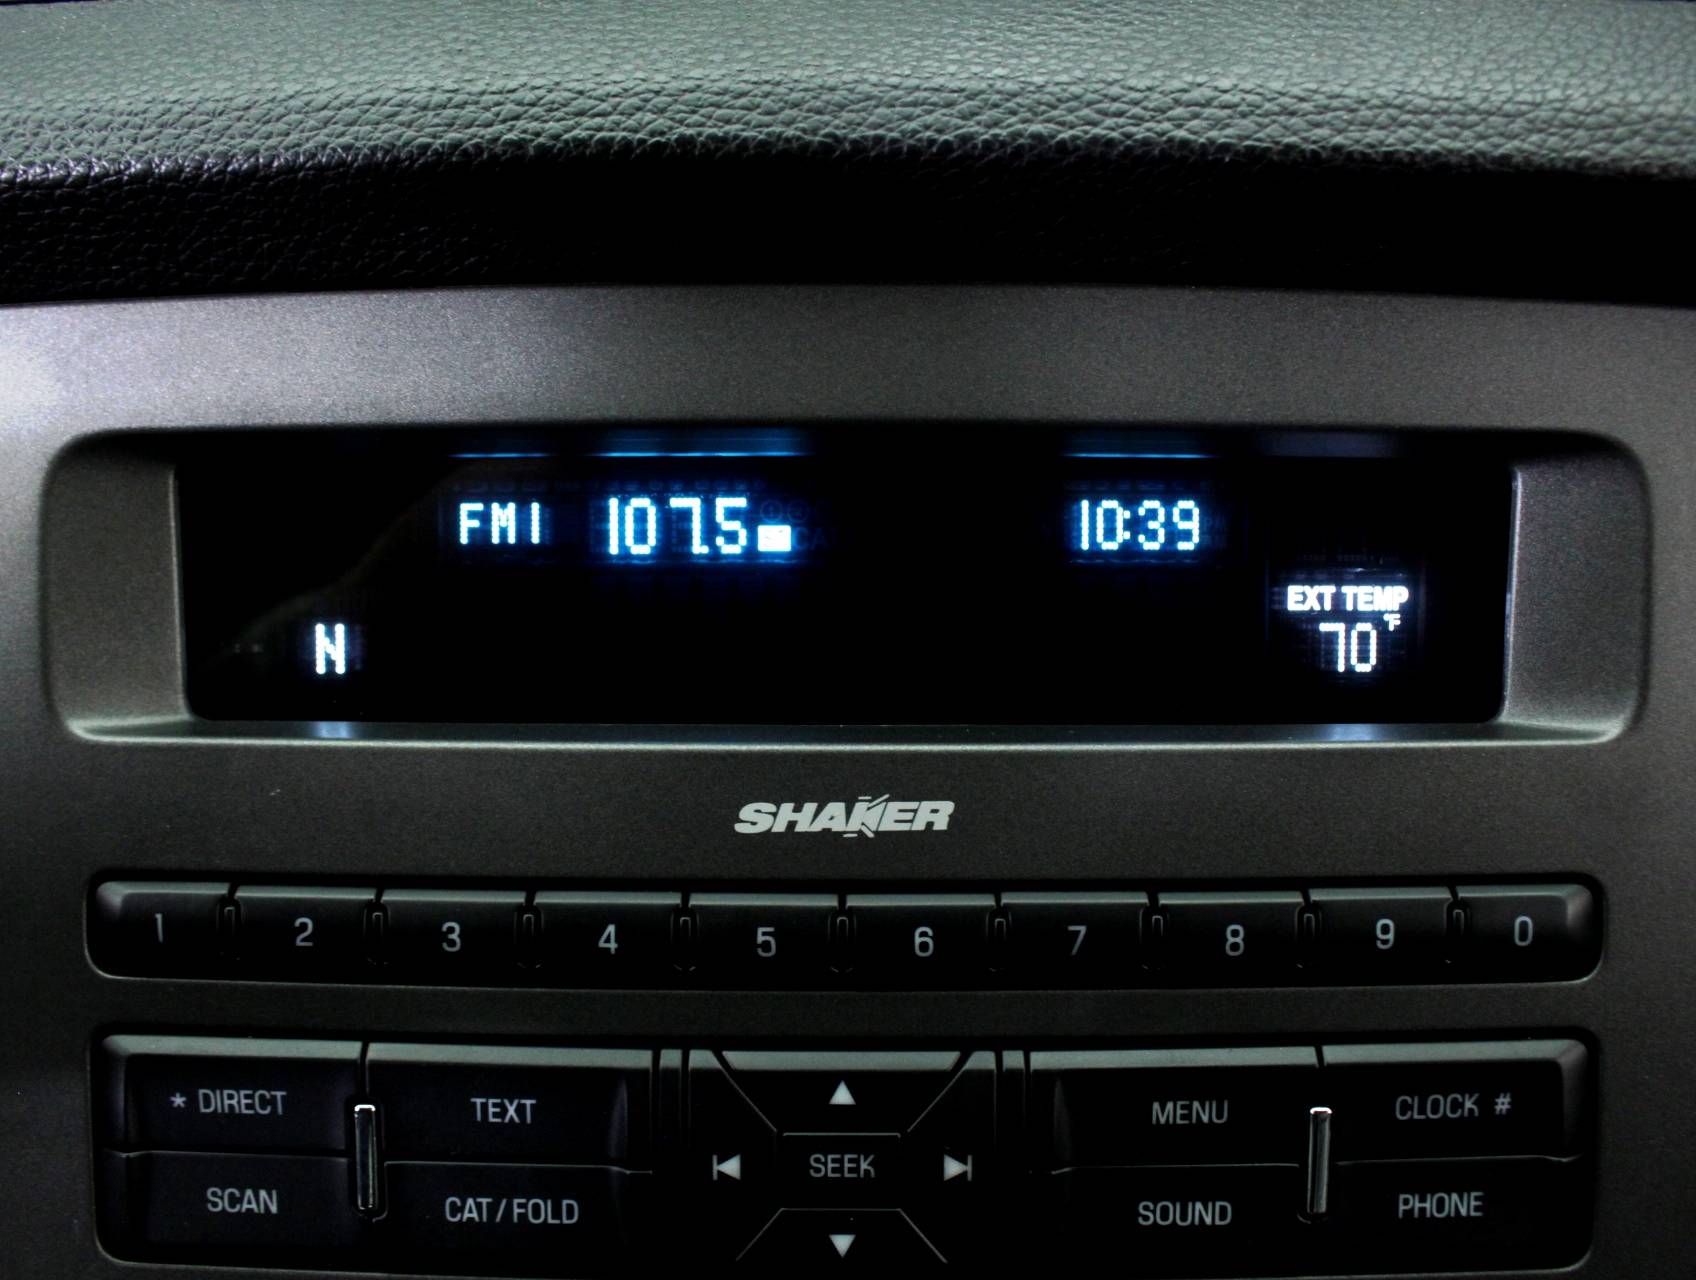 FM1 107.5 ST 10:39
EXT TEMP
N 70°F
SHAKER
1 2 3 4 5 6 7 8 9 0
* DIRECT TEXT MENU CLOCK #
SEEK
SCAN CAT/FOLD SOUND PHONE